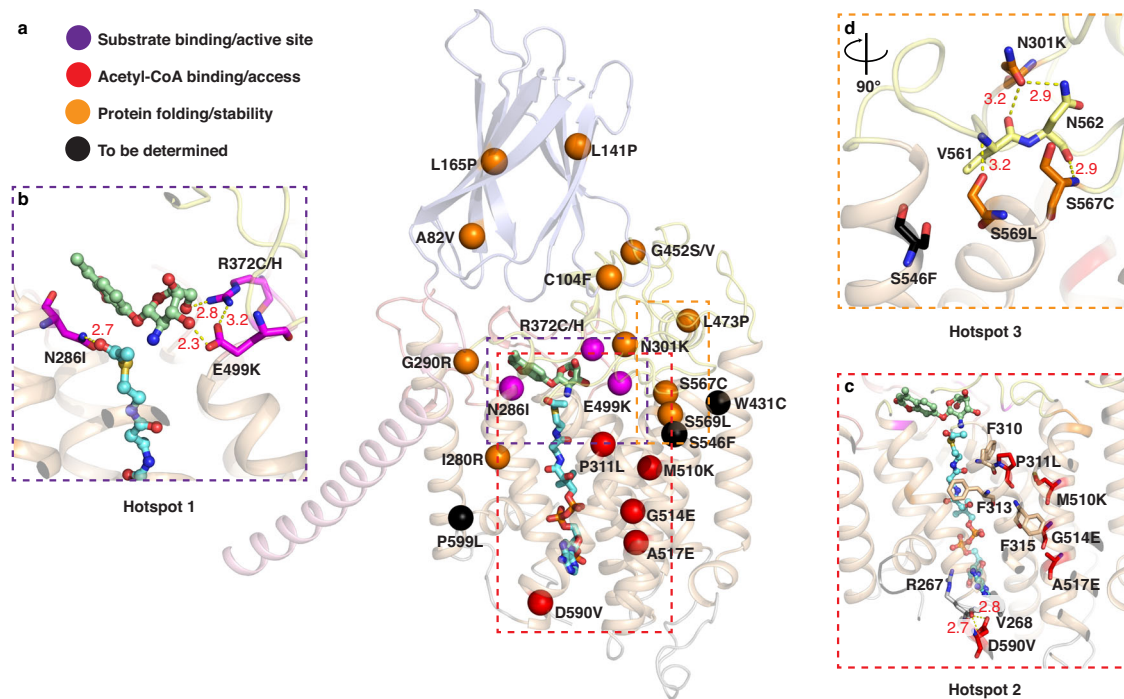 a
Substrate binding/active site
Acetyl-CoA binding/access
Protein folding/stability
To be determined
b
R372C/H
2.8
3.2
2.7
2.3
N286I
E499K
Hotspot 1
L165P
L141P
A82V
G452S/V
C104F
L473P
R372C/H
N301K
G290R
S567C
N286I
E499K
W431C
S569L
S546F
I280R
P311L
M510K
G514E
P599L
A517E
D590V
d
90°
N301K
3.2
2.9
N562
V561
3.2
2.9
S567C
S569L
S546F
Hotspot 3
c
F310
P311L
M510K
F313
G514E
F315
R267
A517E
2.8
V268
2.7
D590V
Hotspot 2